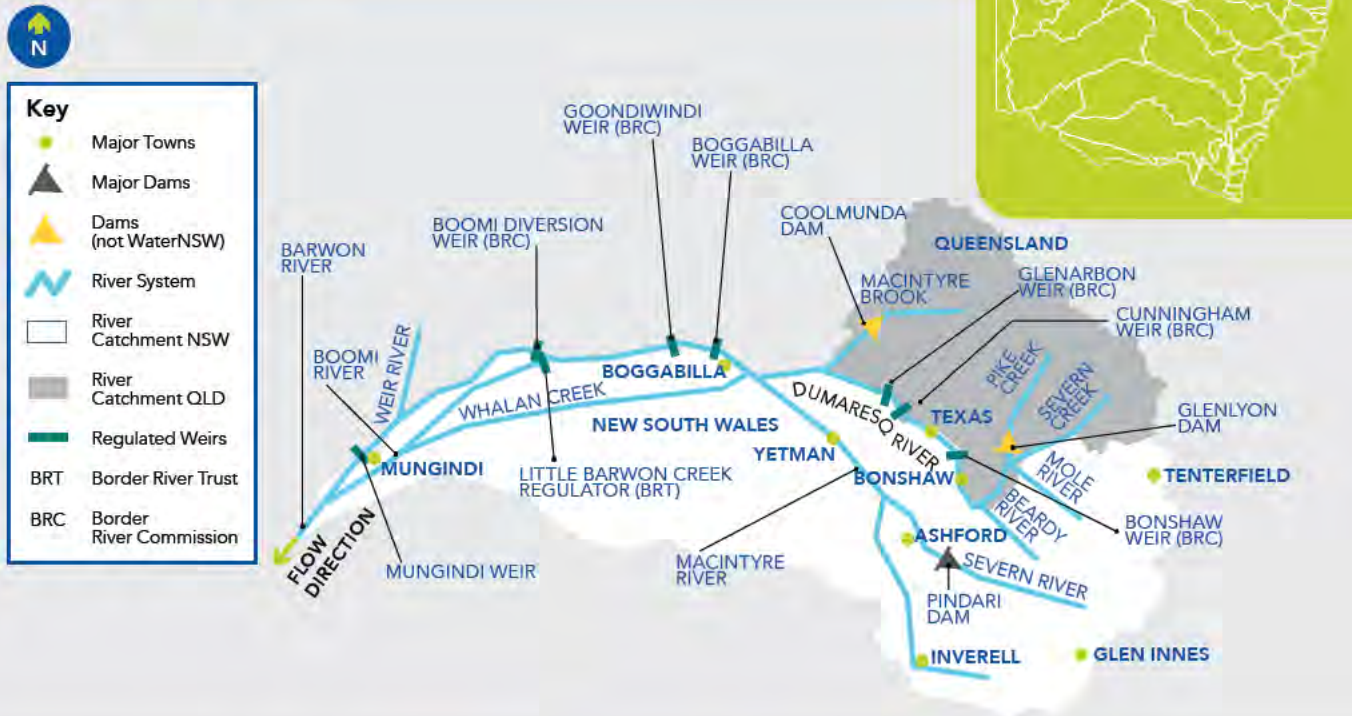 N
Key
Major Towns
Major Dams
Dams
(not WaterNSW)
River System
River
Catchment NSW
River
Catchment QLD
Regulated Weirs
BRT Border River Trust
BRC Border
River Commission
GOONDIWINDI
WEIR (BRC)
BOGGABILLA
WEIR (BRC)
BOOMI DIVERSION
WEIR (BRC)
BARWON
RIVER
COOLMUNDA
DAM
QUEENSLAND
MACINTYRE
BROOK
GLENARBON
WEIR (BRC)
CUNNINGHAM
WEIR (BRC)
BOOMI
RIVER
WEIR RIVER
BOGGABILLA
WHALAN CREEK
NEW SOUTH WALES
DUMARESQ RIVER
PIKE
CREEK
SEVERN
CREEK
TEXAS
GLENLYON
DAM
MUNGINDI
YETMAN
LITTLE BARWON CREEK
REGULATOR (BRT)
BONSHAW
MOLE
RIVER
TENTERFIELD
BEARDY
RIVER
BONSHAW
WEIR (BRC)
FLOW
DIRECTION
MUNGINDI WEIR
MACINTYRE
RIVER
ASHFORD
SEVERN RIVER
PINDARI
DAM
INVERELL
GLEN INNES